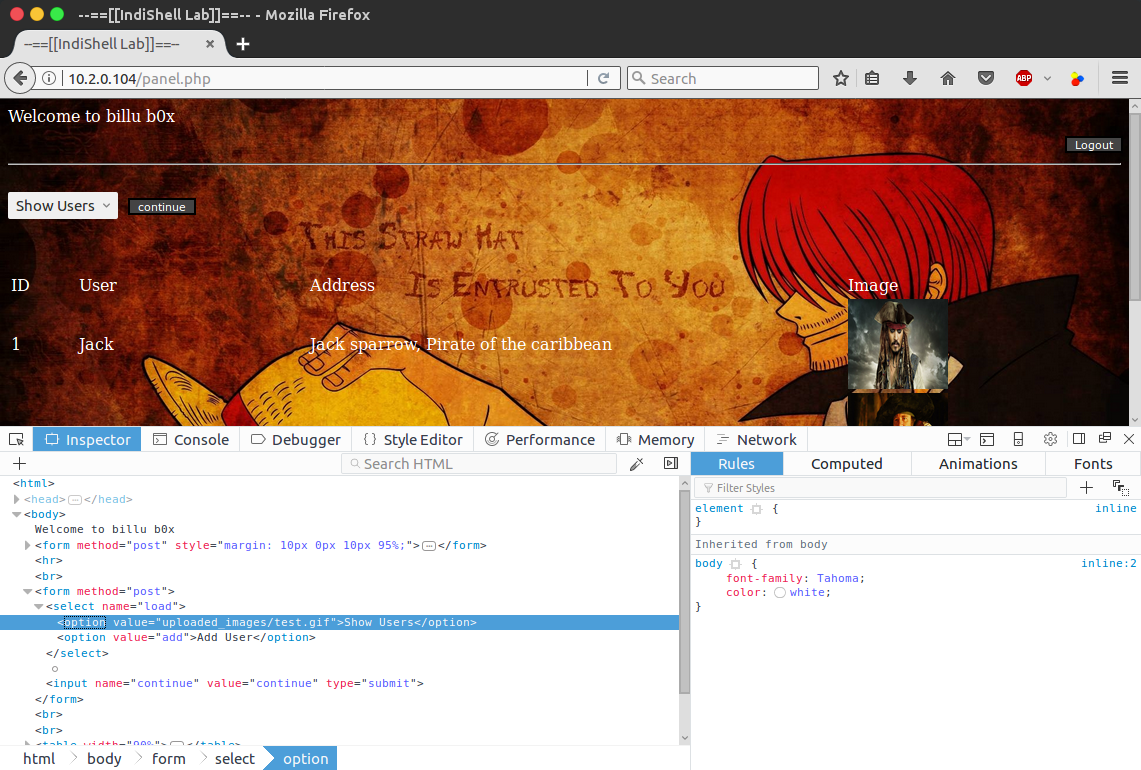 --==[[IndiShell Lab]]==-- - Mozilla Firefox
--==[[IndiShell Lab]]==--
10.2.0.104/panel.php
Search
ABP
Welcome to billu b0x
Logout
Show Users
continue
This Straw Hat
Is Entrusted To You
ID User Address Image
1 Jack Jack sparrow, Pirate of the caribbean
Inspector Console Debugger Style Editor Performance Memory Network
Search HTML
Rules Computed Animations Fonts
Filter Styles
<html>
<head></head>
<body>
Welcome to billu b0x
<form method="post" style="margin: 10px 0px 10px 95%;"></form>
<hr>
<br>
<form method="post">
<select name="load">
<option value="uploaded_images/test.gif">Show Users</option>
<option value="add">Add User</option>
</select>
<input name="continue" value="continue" type="submit">
</form>
<br>
<br>
<table width="90%"></table>
element {
inline
}
Inherited from body
body {
inline:2
font-family: Tahoma;
color: white;
}
html body form select option